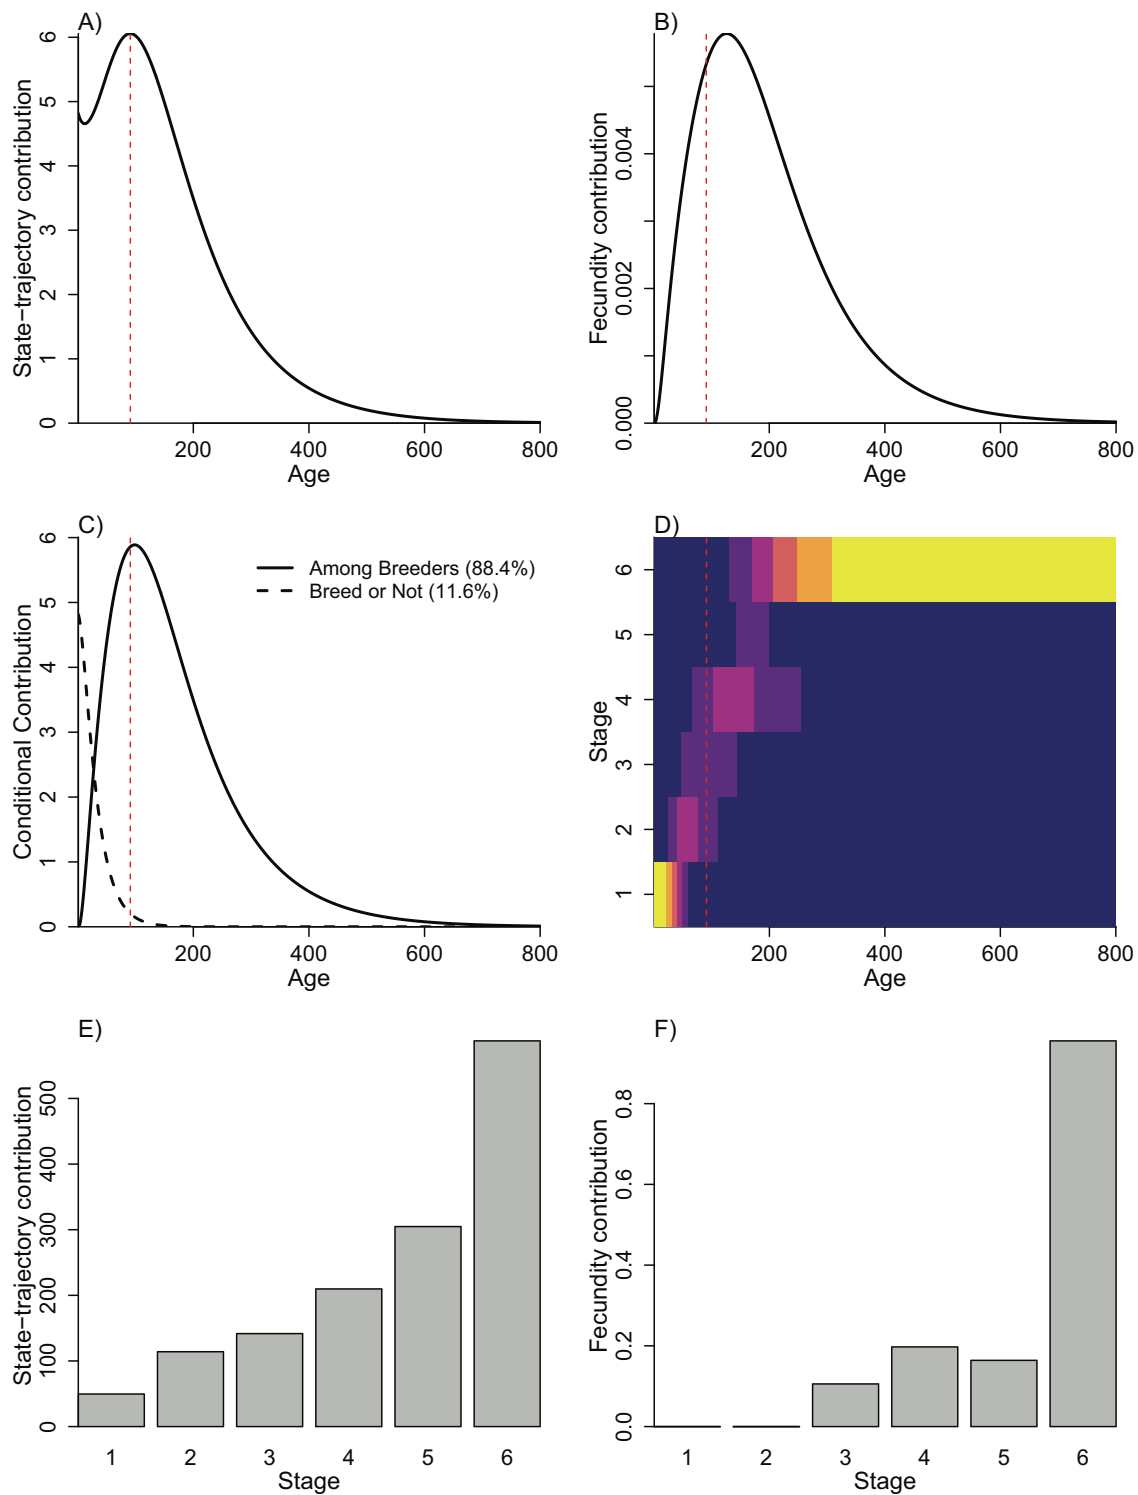 A)
State−trajectory contribution
0 1 2 3 4 5 6
200 400 600 800
Age
B)
Fecundity contribution
0.000 0.002 0.004
200 400 600 800
Age
C)
Conditional Contribution
0 1 2 3 4 5 6
Among Breeders (88.4%)
Breed or Not (11.6%)
200 400 600 800
Age
D)
Stage
1 2 3 4 5 6
200 400 600 800
Age
E)
State−trajectory contribution
0 100 200 300 400 500
1 2 3 4 5 6
Stage
F)
Fecundity contribution
0.0 0.2 0.4 0.6 0.8
1 2 3 4 5 6
Stage